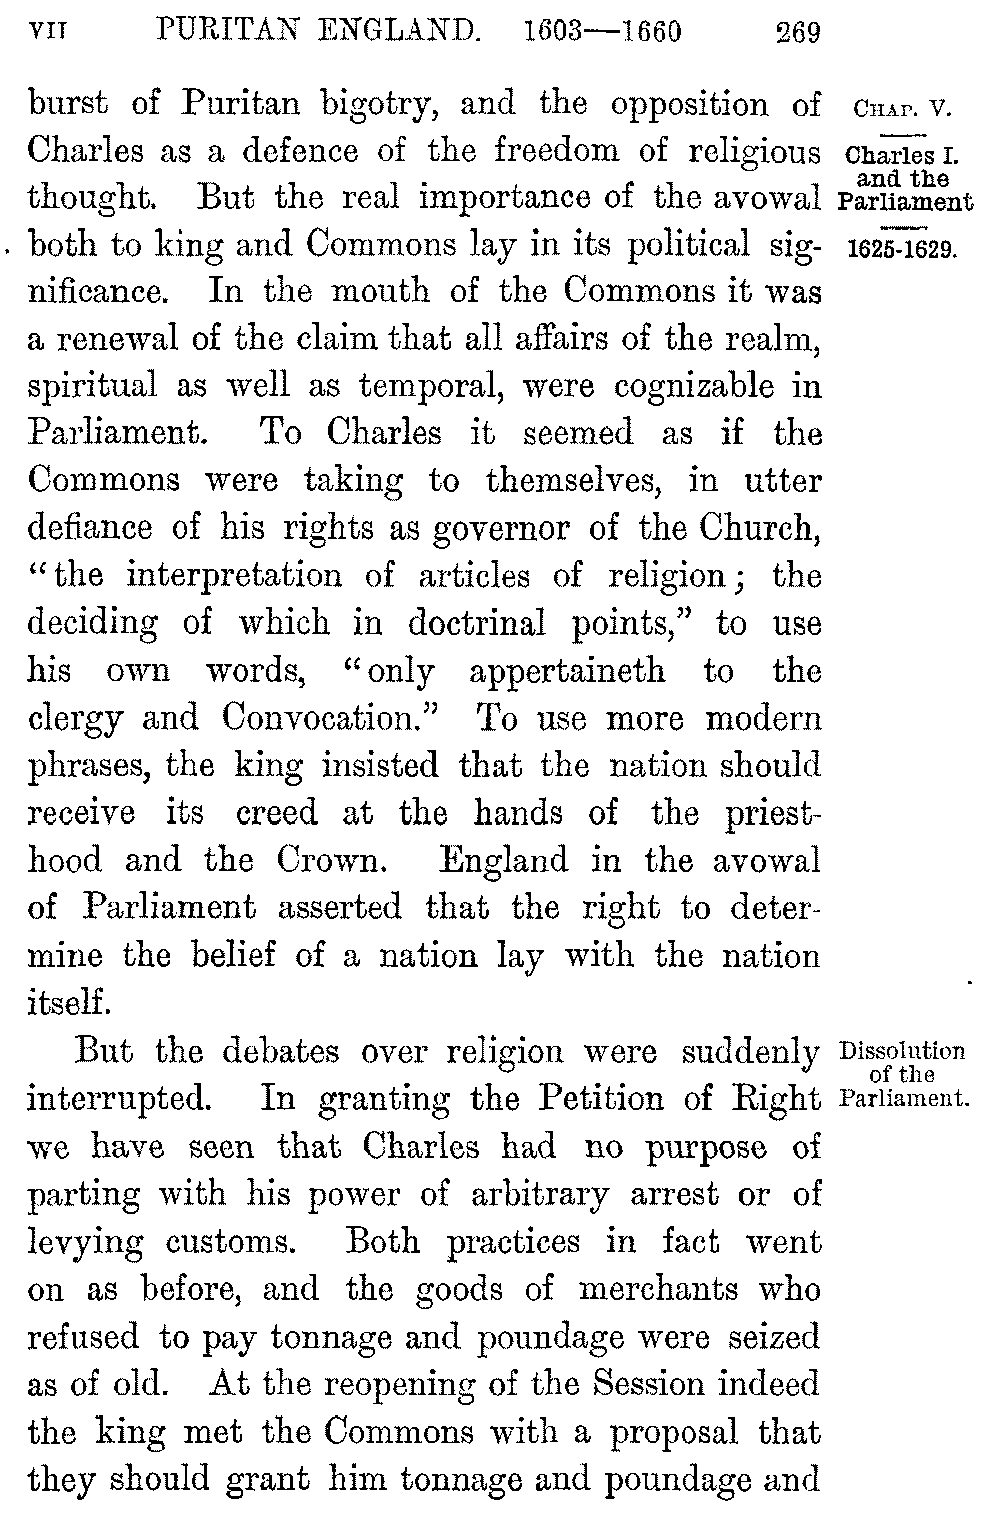 VII PURITAN ENGLAND. 1603—1660 269
burst of Puritan bigotry, and the opposition of
Charles as a defence of the freedom of religious
thought. But the real importance of the avowal
both to king and Commons lay in its political sig-
nificance. In the mouth of the Commons it was
a renewal of the claim that all affairs of the realm,
spiritual as well as temporal, were cognizable in
Parliament. To Charles it seemed as if the
Commons were taking to themselves, in utter
defiance of his rights as governor of the Church,
“the interpretation of articles of religion; the
deciding of which in doctrinal points,” to use
his own words, “only appertaineth to the
clergy and Convocation.” To use more modern
phrases, the king insisted that the nation should
receive its creed at the hands of the priest-
hood and the Crown. England in the avowal
of Parliament asserted that the right to deter-
mine the belief of a nation lay with the nation
itself.
But the debates over religion were suddenly
interrupted. In granting the Petition of Right
we have seen that Charles had no purpose of
parting with his power of arbitrary arrest or of
levying customs. Both practices in fact went
on as before, and the goods of merchants who
refused to pay tonnage and poundage were seized
as of old. At the reopening of the Session indeed
the king met the Commons with a proposal that
they should grant him tonnage and poundage and
CHAP. V.
Charles I.
and the
Parliament
1625-1629.
Dissolution
of the
Parliament.